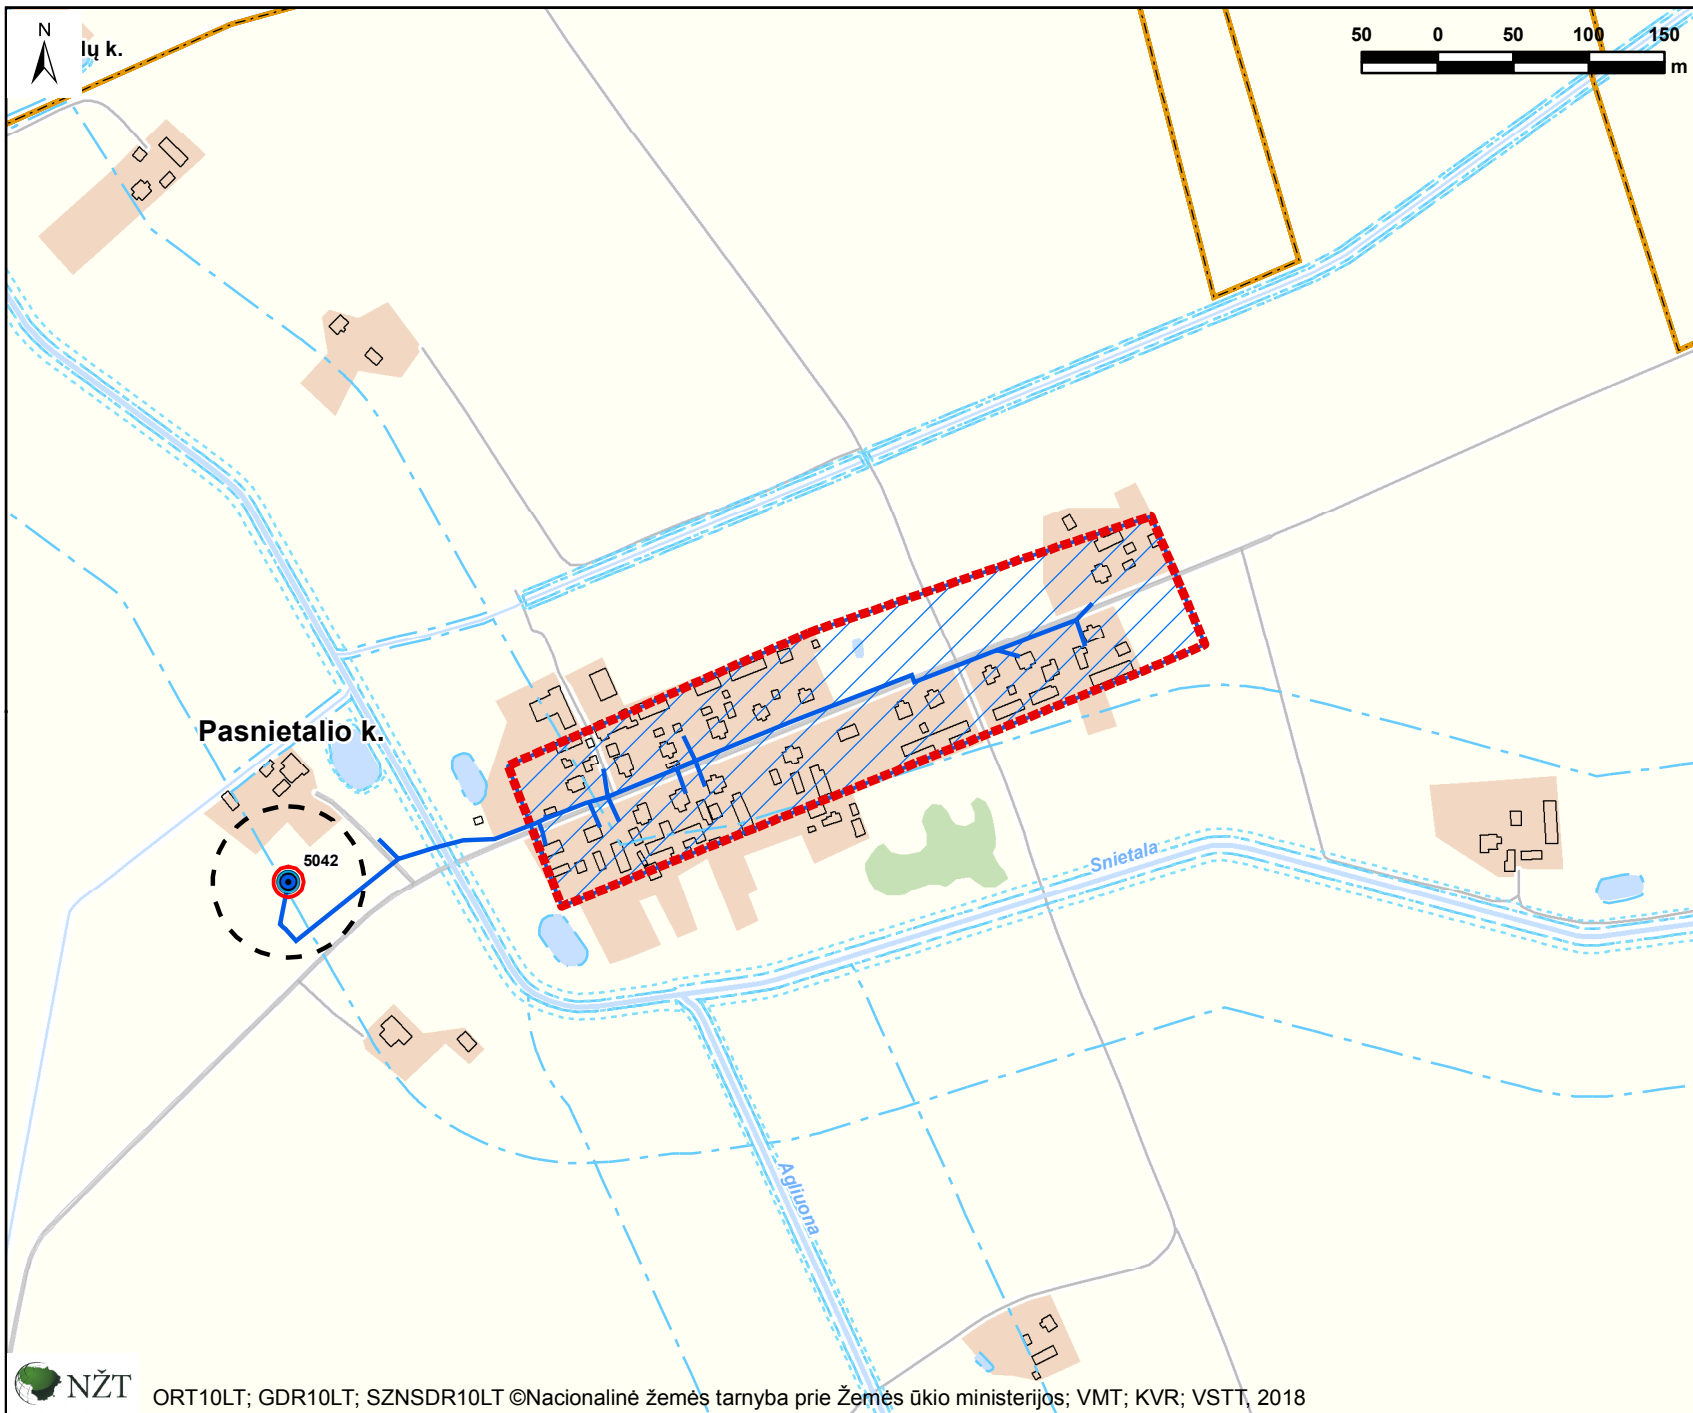 N
lų k.
50 0 50 100 150
m
Pasnietalio k.
5042
Snietala
Agliuona
NŽT
ORT10LT; GDR10LT; SZNSDR10LT ©Nacionalinė žemės tarnyba prie Žemės ūkio ministerijos; VMT; KVR; VSTT, 2018